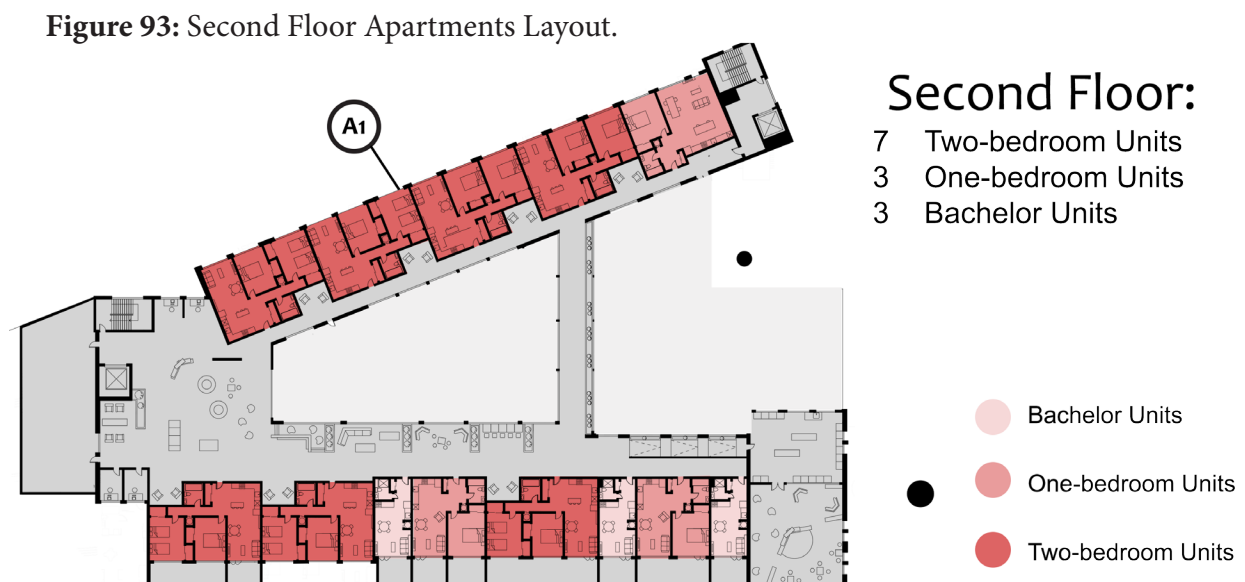 Figure 93: Second Floor Apartments Layout.
A1
Second Floor:
7 Two-bedroom Units
3 One-bedroom Units
3 Bachelor Units
Bachelor Units
One-bedroom Units
Two-bedroom Units